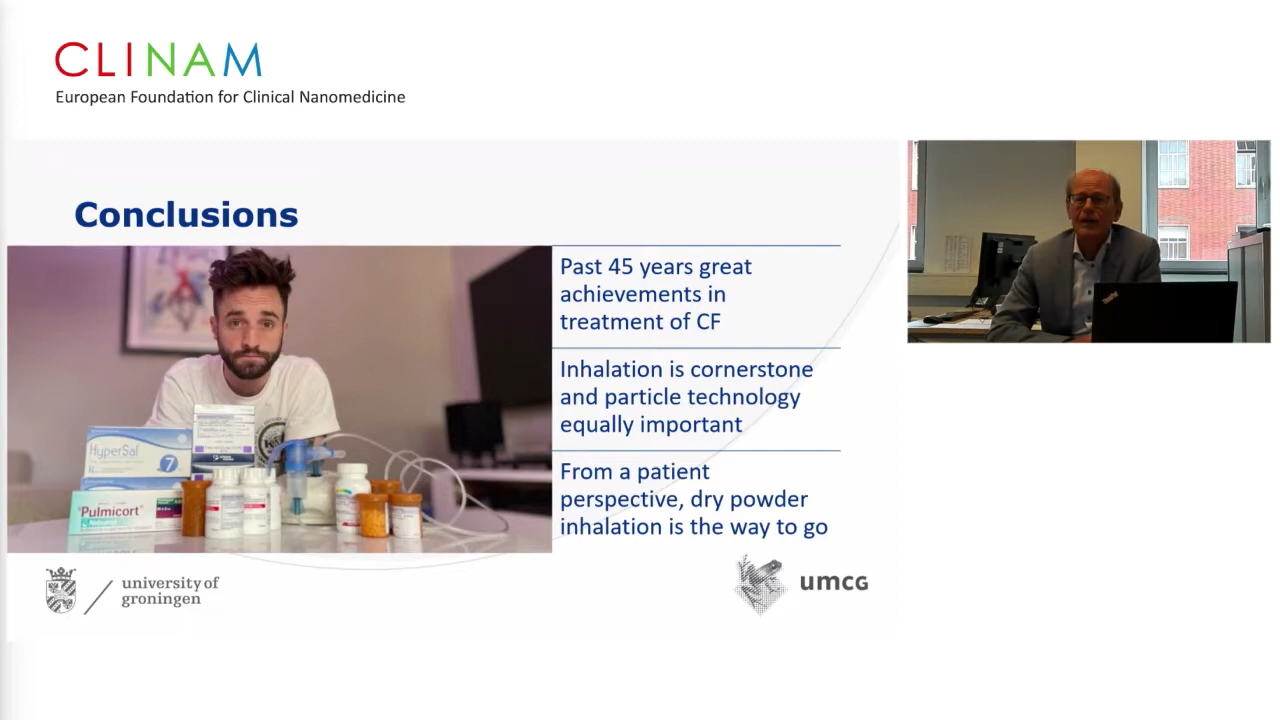 CLINAM
European Foundation for Clinical Nanomedicine
Conclusions
Past 45 years great
achievements in
treatment of CF
Inhalation is cornerstone
and particle technology
equally important
From a patient
perspective, dry powder
inhalation is the way to go
HyperSal
7
Pulmicort
university of
groningen
umcg